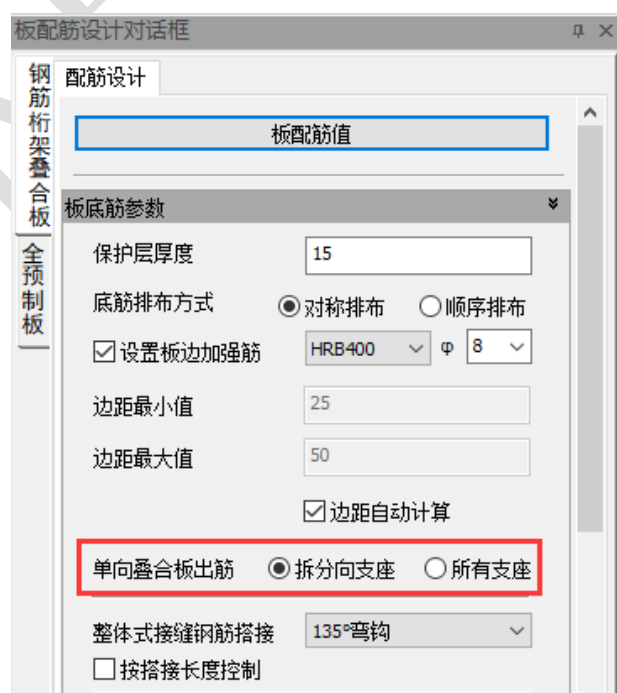 板配筋设计对话框
钢筋桁架叠合板
全预制板
配筋设计
板配筋值
板底筋参数
保护层厚度 15
底筋排布方式 对称排布 顺序排布
设置板边加强筋 HRB400 φ 8
边距最小值 25
边距最大值 50
边距自动计算
单向叠合板出筋 拆分向支座 所有支座
整体式接缝钢筋搭接 135°弯钩
按搭接长度控制